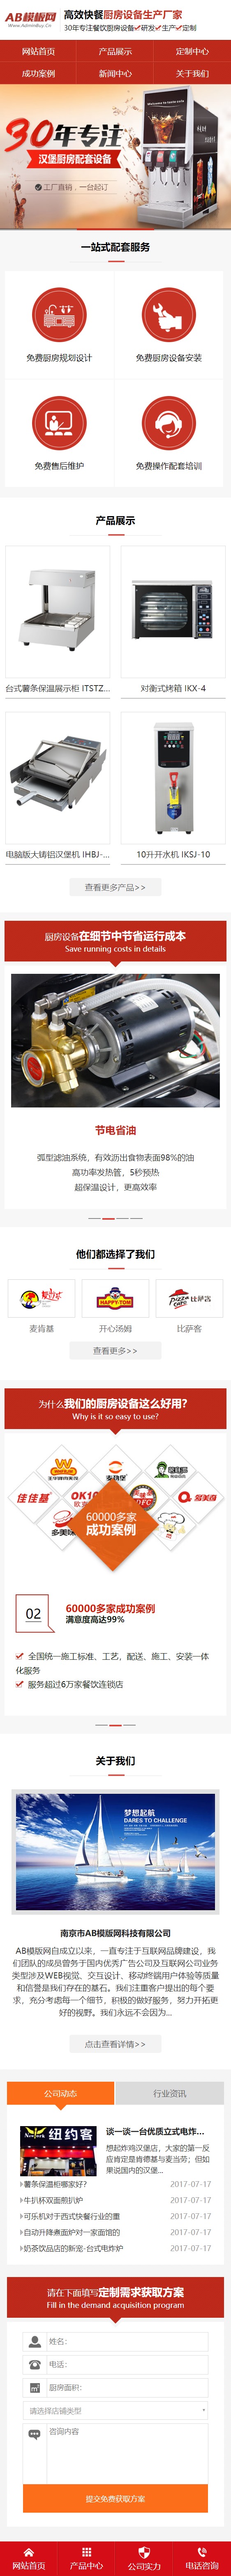 AB模板网
www.AdminBuy.Cn
高效快餐厨房设备生产厂家
30年专注餐饮厨房设备✔研发✔生产✔定制
网站首页 产品展示 定制中心
成功案例 新闻中心 关于我们
30年专注
汉堡厨房配套设备
工厂直销，一台起订
一站式配套服务
免费厨房规划设计 免费厨房设备安装
免费售后维护 免费操作配套培训
产品展示
台式薯条保温展示柜 ITSTZ... 对衡式烤箱 IKX-4
电脑版大铸铝汉堡机 IHBJ-... 10升开水机 IKSJ-10
查看更多产品>>
厨房设备在细节中节省运行成本
Save running costs in details
节电省油
弧型滤油系统，有效沥出食物表面98%的油
高功率发热管，5秒预热
超保温设计，更高效率
他们都选择了我们
HAPPY-TOM
Pizza Cake 比萨客
麦肯基 开心汤姆 比萨客
查看更多>>
为什么我们的厨房设备这么好用?
Why is it so easy to use?
佳佳基
多美奇
多美味
60000多家
成功案例
02
60000多家成功案例
满意度高达99%
全国统一施工标准、工艺，配送、施工、安装一体
化服务
服务超过6万家餐饮连锁店
关于我们
梦想起航
DARES TO CHALLENGE
南京市AB模版网科技有限公司
AB模版网自成立以来，一直专注于互联网品牌建设，我
们团队的成员曾务于国内优秀广告公司及互联网公司业务
类型涉及WEB视觉、交互设计，移动终端用户体验等质量
和信誉是我们存在的基石。我们注重客户提出的每个要
求，充分考虑每一个细节，积极的做好服务，努力开拓更
好的视野。我们永远不会因为...
点击查看详情>>
公司动态 行业资讯
纽约客
谈一谈一台优质立式电炸...
想起炸鸡汉堡店，大家的第一反
应肯定是肯德基与麦当劳；但如
果说国内的汉堡...
薯条保温柜哪家好? 2017-07-17
牛扒杯双面煎扒炉 2017-07-17
可乐机对于西式快餐行业的重 2017-07-17
自动升降煮面炉对一家面馆的 2017-07-17
奶茶饮品店的新宠-台式电炸炉 2017-07-17
请在下面填写定制需求获取方案
Fill in the demand acquisition program
姓名：
电话：
厨房面积：
请选择店铺类型
咨询内容
提交免费获取方案
网站首页 产品中心 公司实力 电话咨询